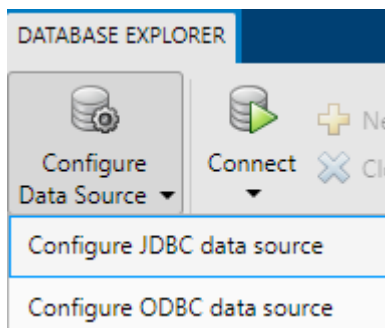 DATABASE EXPLORER
Configure
Data Source
Connect
Configure JDBC data source
Configure ODBC data source